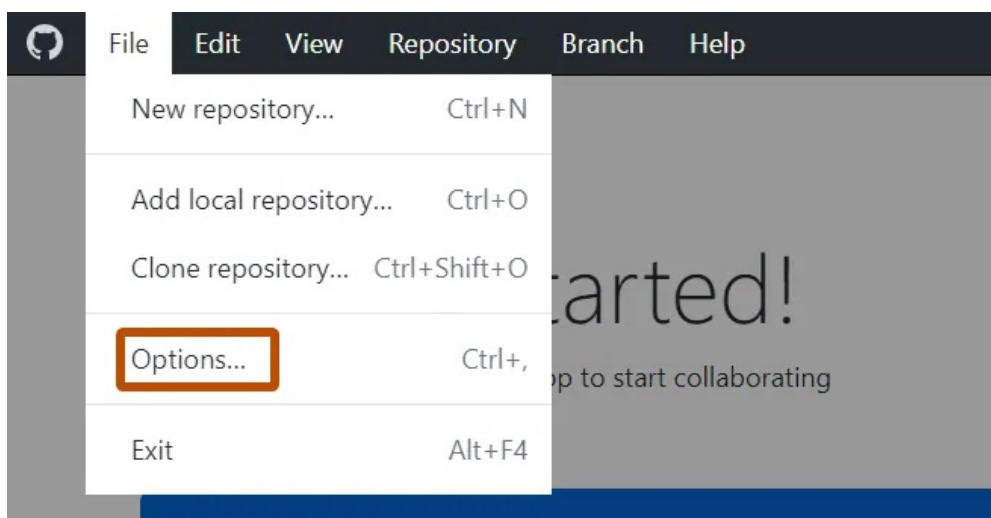 File Edit View Repository Branch Help
New repository... Ctrl+N
Add local repository... Ctrl+O
Clone repository... Ctrl+Shift+O
arted!
Options... Ctrl+,
to start collaborating
Exit Alt+F4